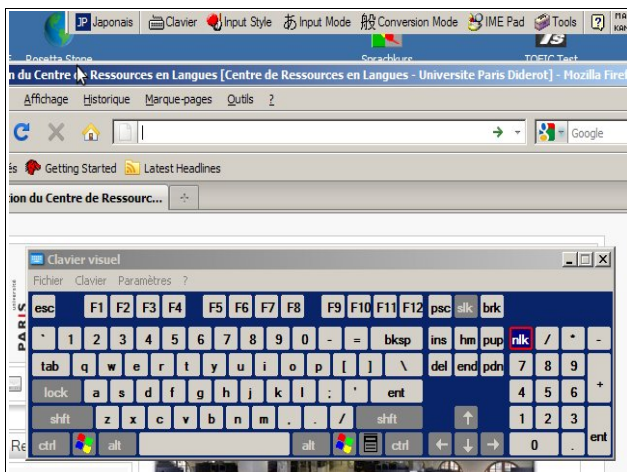 JP Japonais Clavier Input Style あ Input Mode 般 Conversion Mode IME Pad Tools ?
Rosetta Stone Sprachkurs TOEIC Test
n du Centre de Ressources en Langues [Centre de Ressources en Langues - Universite Paris Diderot] - Mozilla Firef
Affichage Historique Marque-pages Outils ?
Google
és Getting Started Latest Headlines
ion du Centre de Ressourc...
PARIS
Clavier visuel
Fichier Clavier Paramètres ?
esc F1 F2 F3 F4 F5 F6 F7 F8 F9 F10 F11 F12 psc slk brk
` 1 2 3 4 5 6 7 8 9 0 - = bksp ins hm pup nlk / * -
tab q w e r t y u i o p [ ] \ del end pdn 7 8 9 +
lock a s d f g h j k l ; ' ent 4 5 6
shft z x c v b n m , . / shft ↑ 1 2 3 ent
Re ctrl alt alt ctrl ← ↓ → 0 .